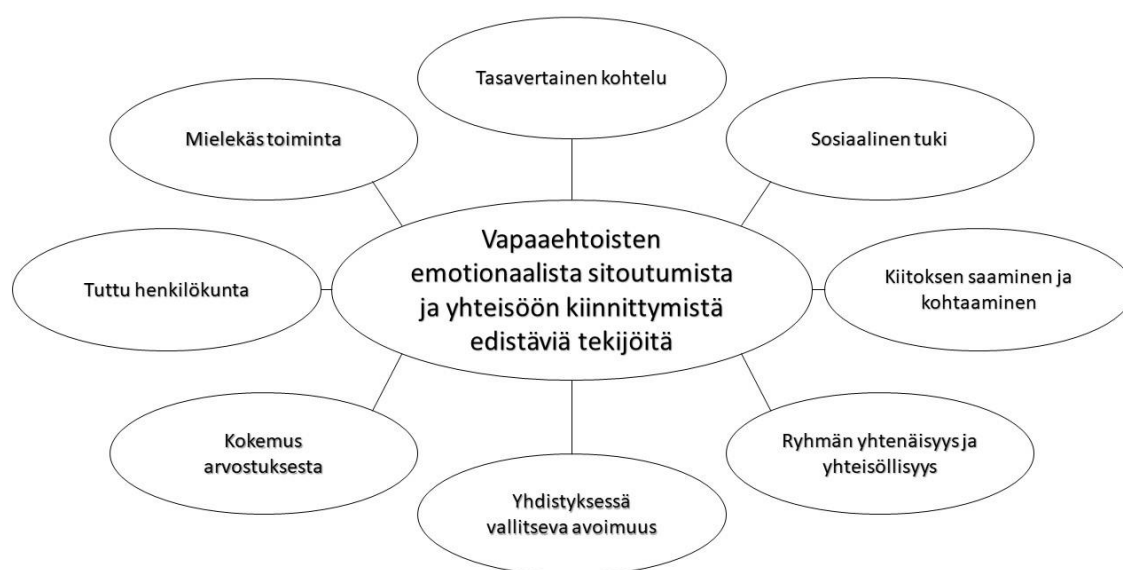 Tasavertainen kohtelu
Mielekäs toiminta
Sosiaalinen tuki
Vapaaehtoisten
emotionaalista sitoutumista
ja yhteisöön kiinnittymistä
edistäviä tekijöitä
Tuttu henkilökunta
Kiitoksen saaminen ja
kohtaaminen
Kokemus
arvostuksesta
Ryhmän yhtenäisyys ja
yhteisöllisyys
Yhdistyksessä
vallitseva avoimuus